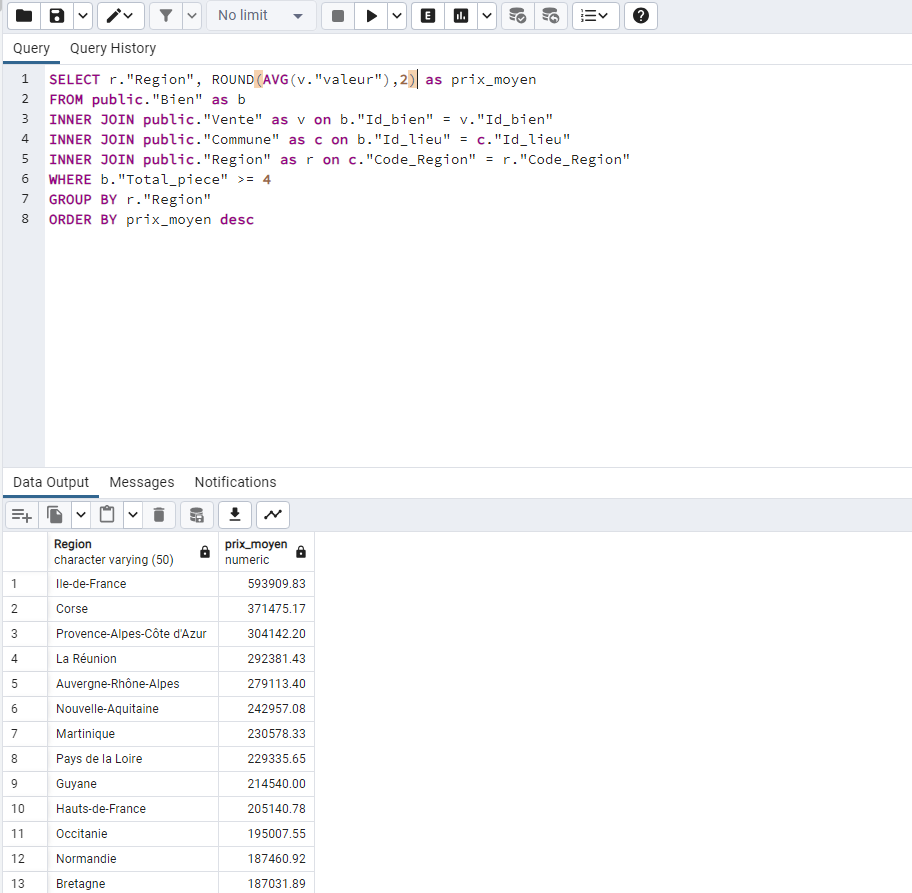 No limit
E
Query Query History
1 SELECT r."Region", ROUND(AVG(v."valeur"),2) as prix_moyen
2 FROM public."Bien" as b
3 INNER JOIN public."Vente" as v on b."Id_bien" = v."Id_bien"
4 INNER JOIN public."Commune" as c on b."Id_lieu" = c."Id_lieu"
5 INNER JOIN public."Region" as r on c."Code_Region" = r."Code_Region"
6 WHERE b."Total_piece" >= 4
7 GROUP BY r."Region"
8 ORDER BY prix_moyen desc
Data Output Messages Notifications
Region prix_moyen
character varying (50) numeric
1 Ile-de-France 593909.83
2 Corse 371475.17
3 Provence-Alpes-Côte d'Azur 304142.20
4 La Réunion 292381.43
5 Auvergne-Rhône-Alpes 279113.40
6 Nouvelle-Aquitaine 242957.08
7 Martinique 230578.33
8 Pays de la Loire 229335.65
9 Guyane 214540.00
10 Hauts-de-France 205140.78
11 Occitanie 195007.55
12 Normandie 187460.92
13 Bretagne 187031.89